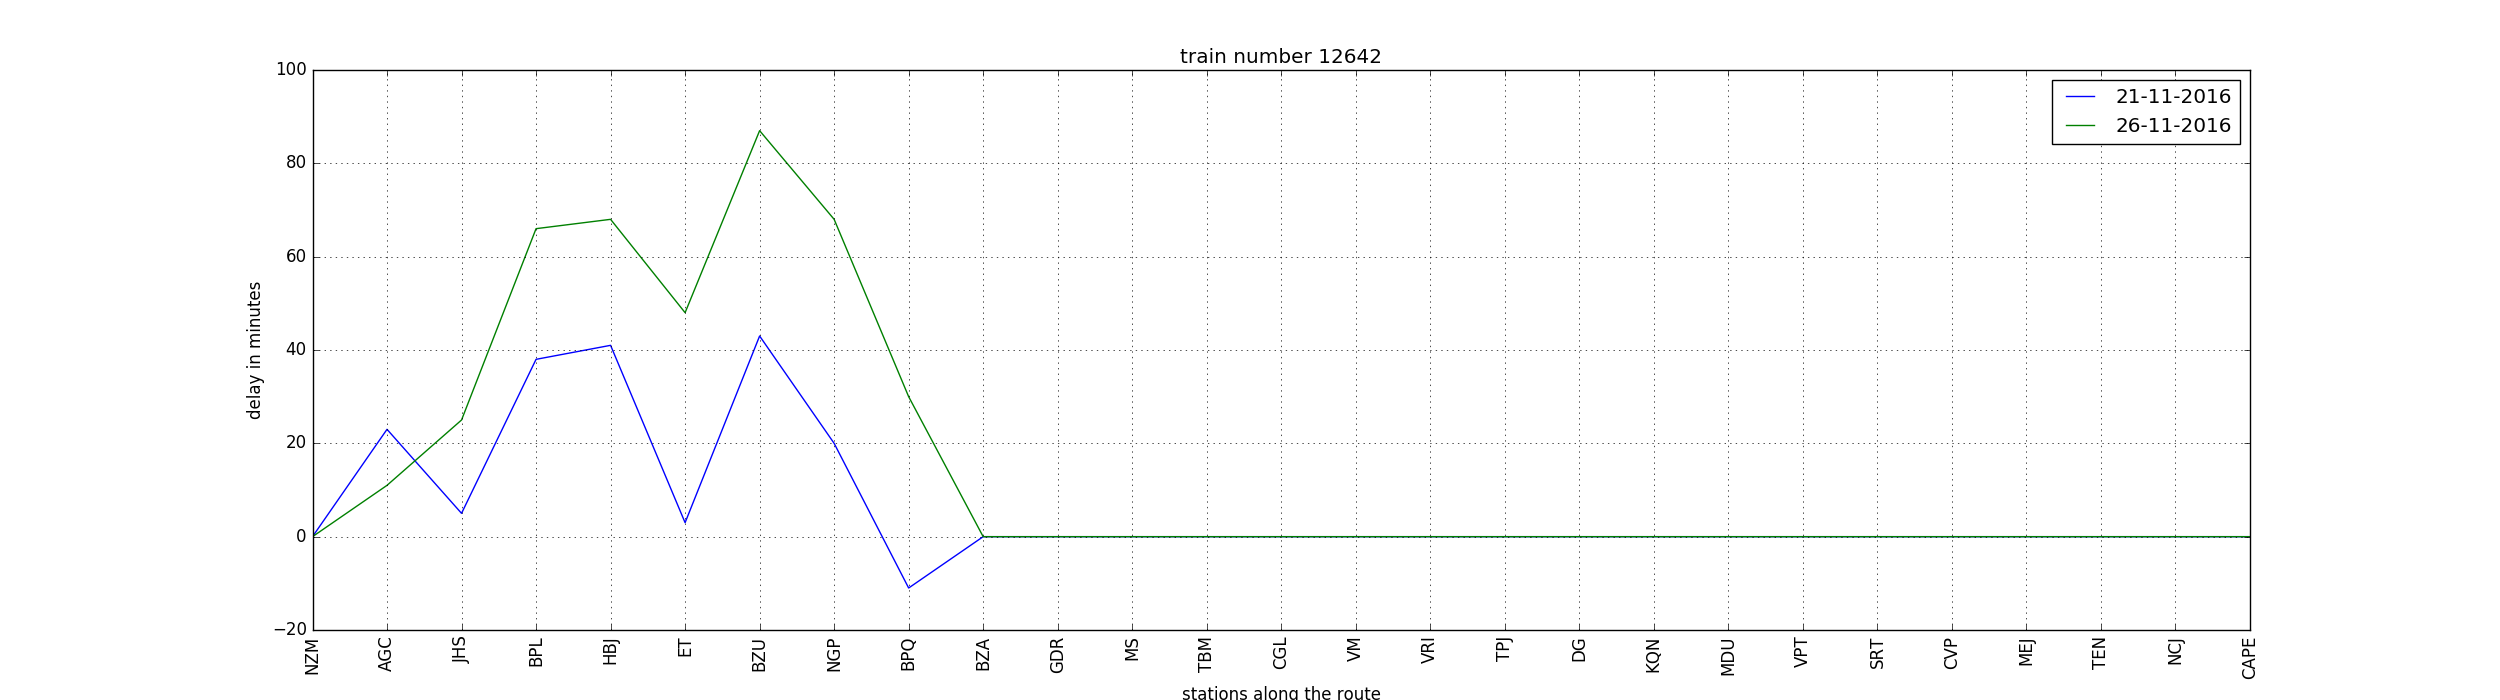 train number 12642
100
80
60
40
20
0
−20
delay in minutes
21-11-2016
26-11-2016
NZM
AGC
JHS
BPL
HBJ
ET
BZU
NGP
BPQ
BZA
GDR
MS
TBM
CGL
VM
VRI
TPJ
DG
KQN
MDU
VPT
SRT
CVP
MEJ
TEN
NCJ
CAPE
stations along the route